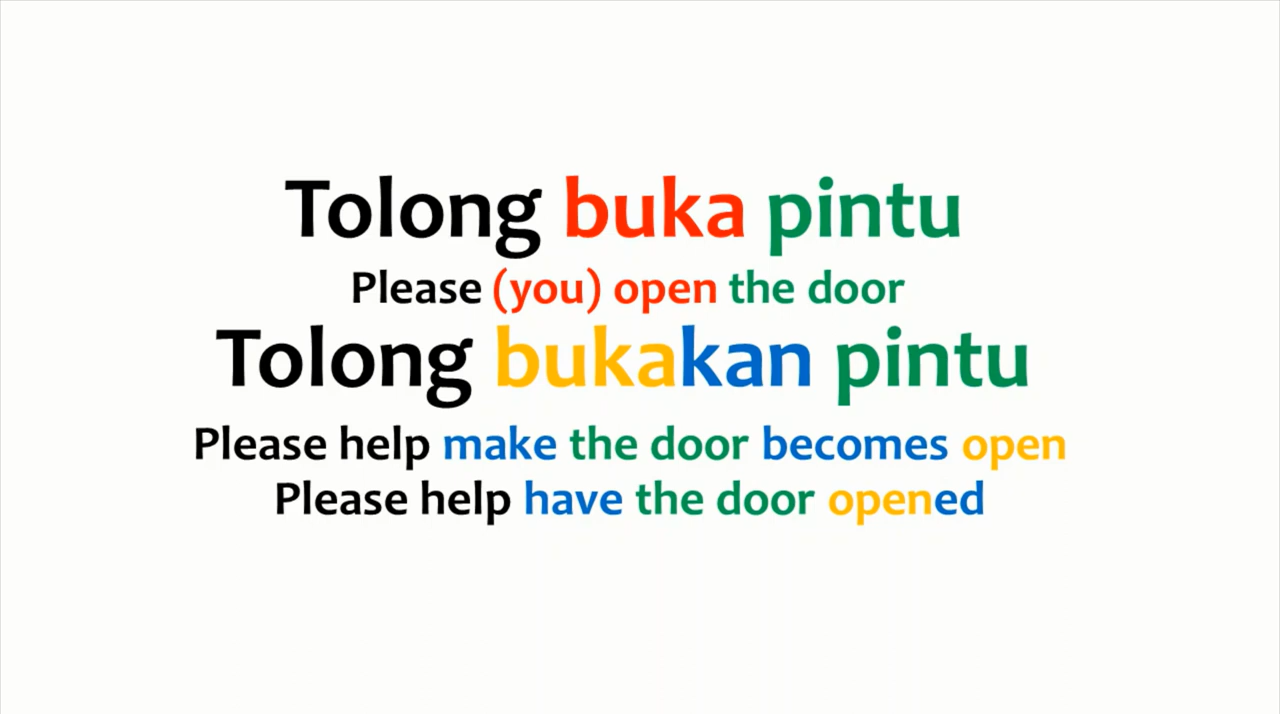 Tolong buka pintu
Please (you) open the door
Tolong bukakan pintu
Please help make the door becomes open
Please help have the door opened